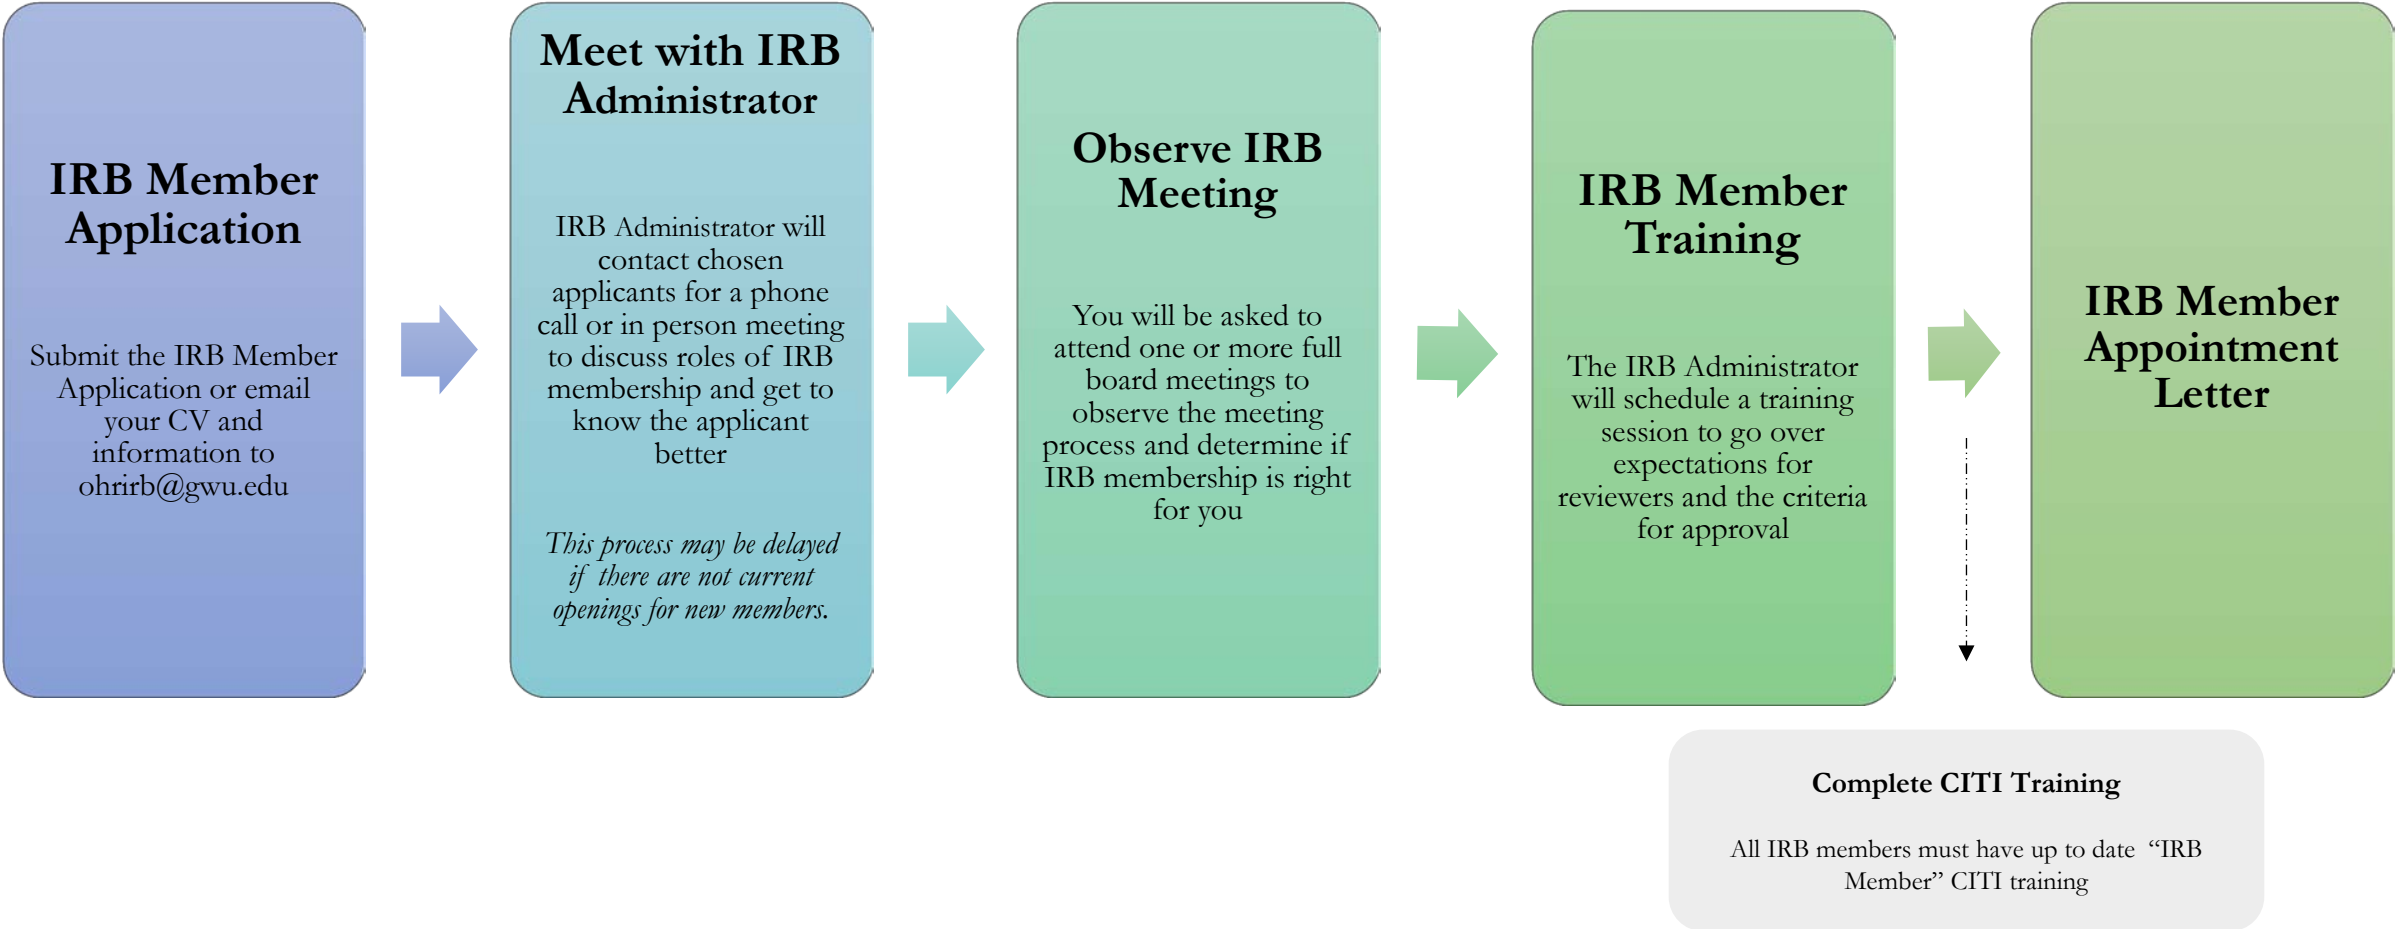 IRB Member
Application
Submit the IRB Member
Application or email
your CV and
information to
ohrirb@gwu.edu
Meet with IRB
Administrator
IRB Administrator will
contact chosen
applicants for a phone
call or in person meeting
to discuss roles of IRB
membership and get to
know the applicant
better
This process may be delayed
if there are not current
openings for new members.
Observe IRB
Meeting
You will be asked to
attend one or more full
board meetings to
observe the meeting
process and determine if
IRB membership is right
for you
IRB Member
Training
The IRB Administrator
will schedule a training
session to go over
expectations for
reviewers and the criteria
for approval
IRB Member
Appointment
Letter
Complete CITI Training
All IRB members must have up to date “IRB
Member” CITI training